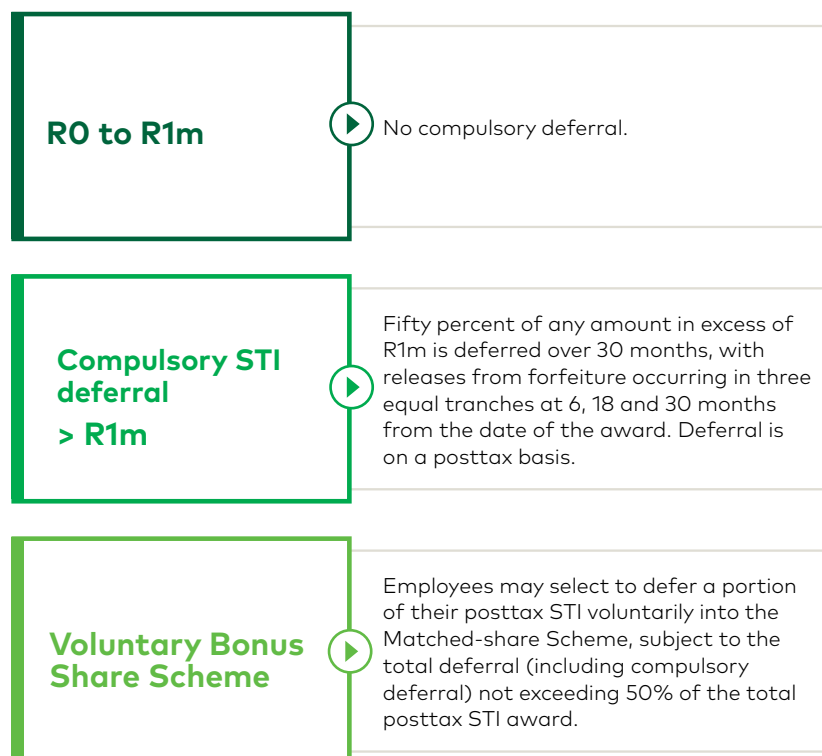 R0 to R1m
No compulsory deferral.
Compulsory STI
deferral
> R1m
Fifty percent of any amount in excess of
R1m is deferred over 30 months, with
releases from forfeiture occurring in three
equal tranches at 6, 18 and 30 months
from the date of the award. Deferral is
on a posttax basis.
Voluntary Bonus
Share Scheme
Employees may select to defer a portion
of their posttax STI voluntarily into the
Matched-share Scheme, subject to the
total deferral (including compulsory
deferral) not exceeding 50% of the total
posttax STI award.